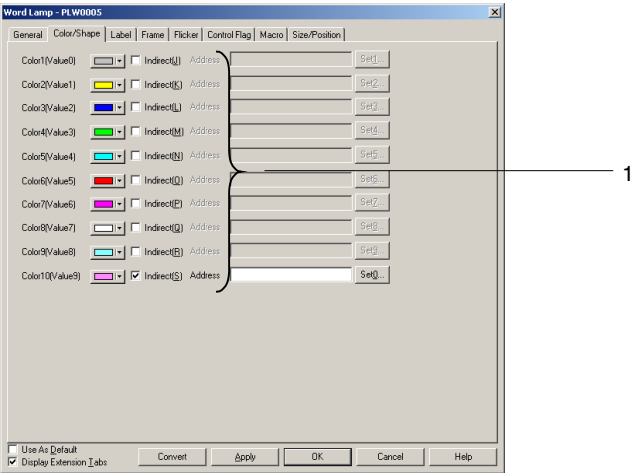 Word Lamp - PLW0005
General Color/Shape Label Frame Flicker Control Flag Macro Size/Position
Color1(Value0) Indirect(J) Address Set1...
Color2(Value1) Indirect(K) Address Set2...
Color3(Value2) Indirect(L) Address Set3...
Color4(Value3) Indirect(M) Address Set4...
Color5(Value4) Indirect(N) Address Set5...
Color6(Value5) Indirect(O) Address Set6...
1
Color7(Value6) Indirect(P) Address Set7...
Color8(Value7) Indirect(Q) Address Set8...
Color9(Value8) Indirect(R) Address Set9...
Color10(Value9) Indirect(S) Address Set0...
Use As Default
Display Extension Tabs
Convert Apply OK Cancel Help